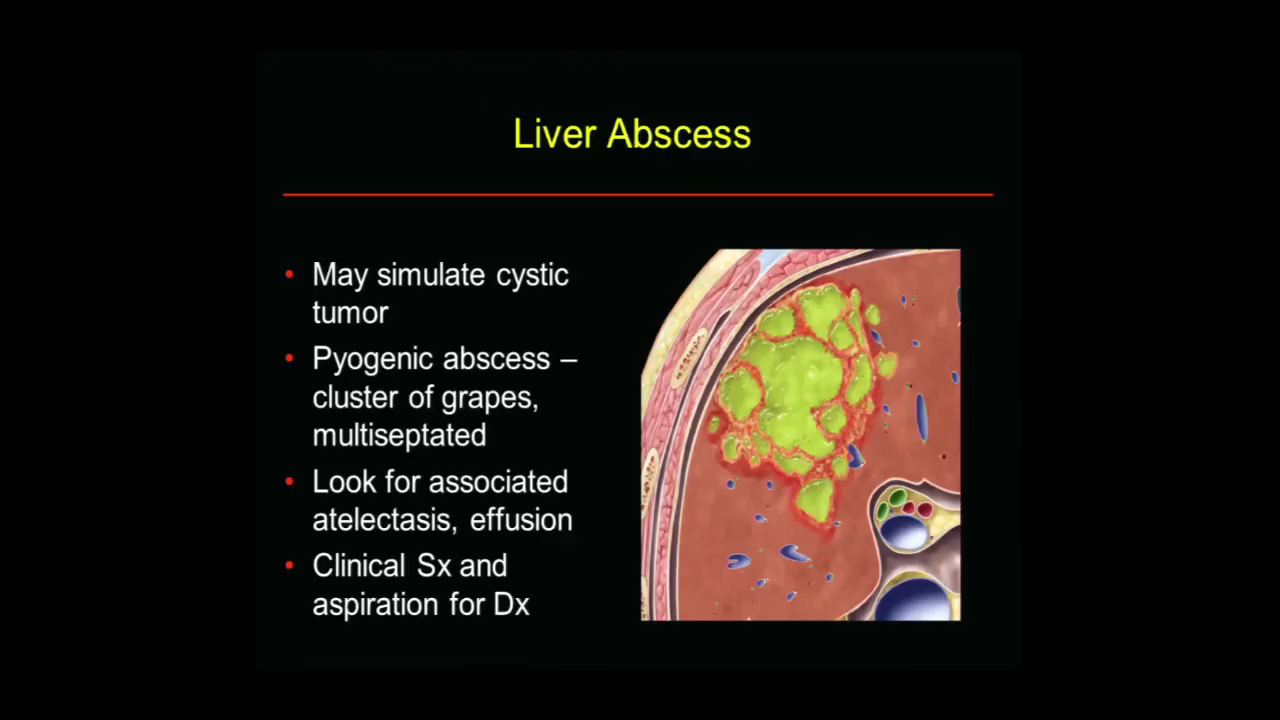 Liver Abscess
• May simulate cystic
tumor
• Pyogenic abscess –
cluster of grapes,
multiseptated
• Look for associated
atelectasis, effusion
• Clinical Sx and
aspiration for Dx